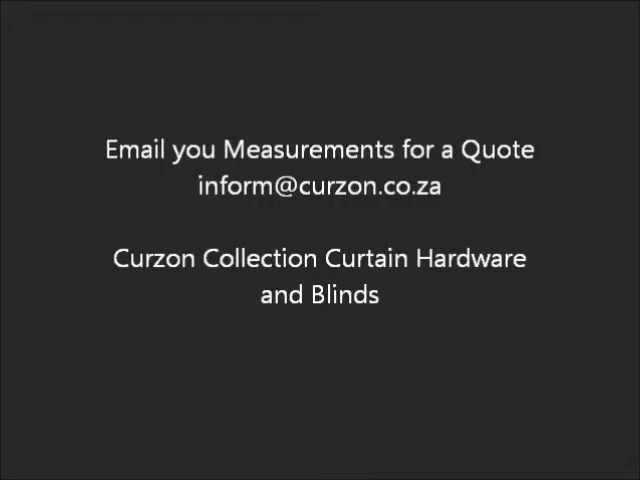 Email you Measurements for a Quote
inform@curzon.co.za
Curzon Collection Curtain Hardware
and Blinds